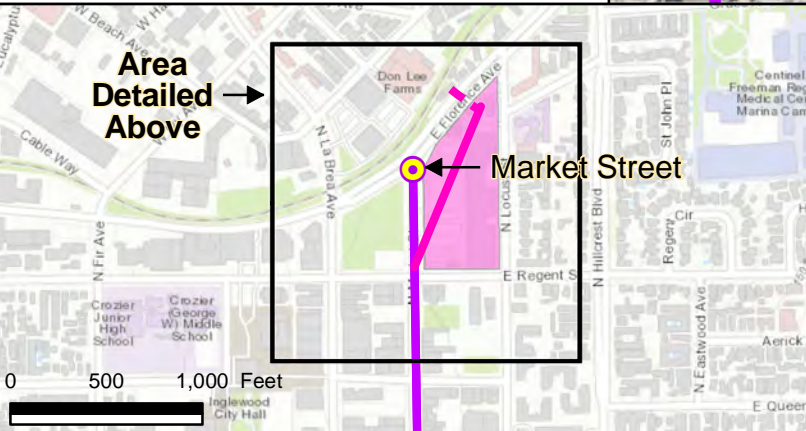 W Beach Ave
Area
Detailed
Above
Don Lee
Farms
E Florence Ave
Centinel
Freeman Reg
Medical Ce
Marina Cam
St John Pl
Cable Way
N La Brea Ave
Market Street
N Locus
N Hillcrest Blvd
Regent
Cir
N Fir Ave
E Regent S
Crozier
Junior
High
School
Crozier
(George
W) Middle
School
N Eastwood Ave
Aerick
0 500 1,000 Feet
Inglewood
City Hall
E Queen